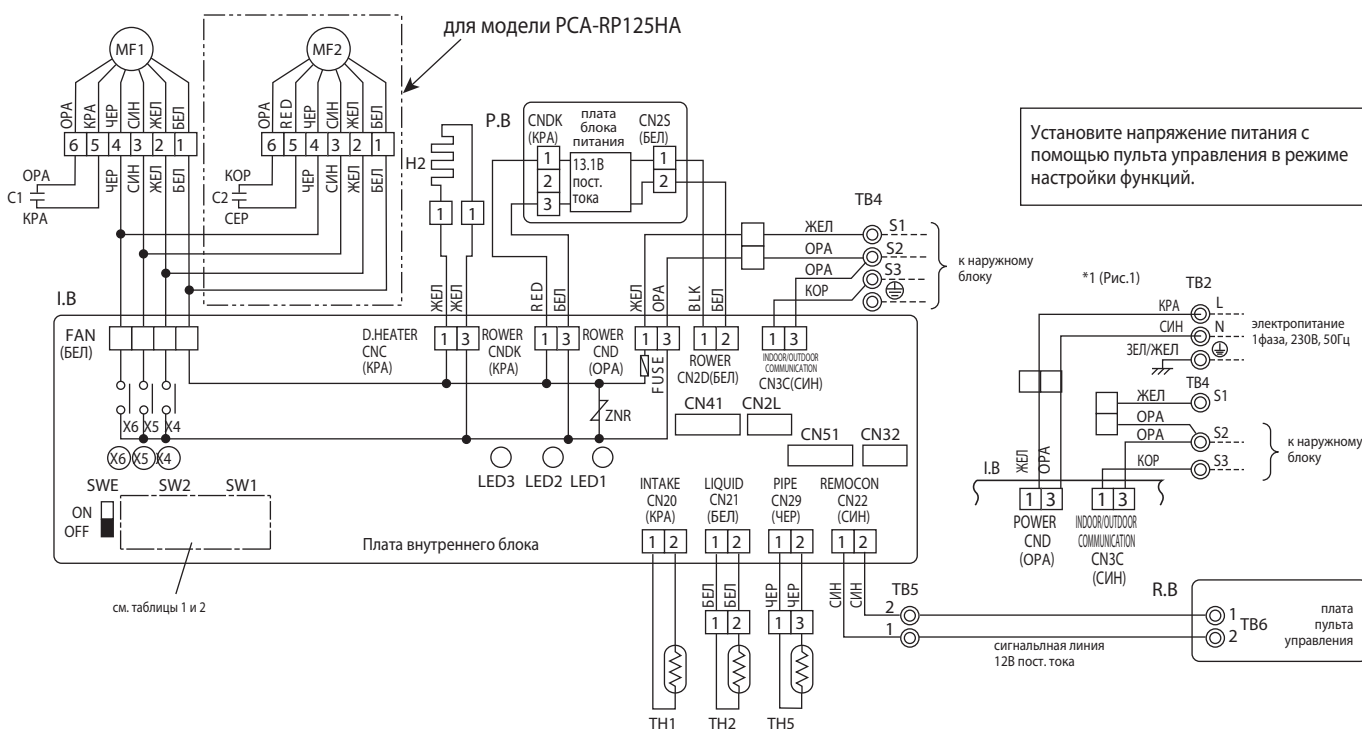 для модели PCA-RP125HA
MF1
MF2
ОРА
КРА
ЧЕР
СИН
ЖЕЛ
БЕЛ
ОРА
RED
ЧЕР
СИН
ЖЕЛ
БЕЛ
6 5 4 3 2 1
6 5 4 3 2 1
ОРА
C1
КРА
ЧЕР
СИН
ЖЕЛ
БЕЛ
КОР
C2
СЕР
ЧЕР
СИН
ЖЕЛ
БЕЛ
H2
1
1
P.B
CNDK
(КРА)
плата
блока
питания
CN2S
(БЕЛ)
1
2
3
13.1В
пост.
тока
1
2
Установите напряжение питания с
помощью пульта управления в режиме
настройки функций.
TB4
ЖЕЛ
S1
ОРА
S2
ОРА
S3
КОР
к наружному
блоку
I.B
ЖЕЛ
ЖЕЛ
RED
БЕЛ
ЖЕЛ
ОРА
BLK
БЕЛ
FAN
(БЕЛ)
D.HEATER
CNC
(КРА)
1 3
ROWER
CNDK
(КРА)
1 3
ROWER
CND
(ОРА)
1 3
FUSE
1 2
ROWER
CN2D(БЕЛ)
1 3
INDOOR/OUTDOOR
COMMUNICATION
CN3C(СИН)
ZNR
CN41
CN2L
CN51
CN32
X6 X5 X4
X6 X5 X4
LED3
LED2
LED1
SWE
SW2
SW1
ON
OFF
Плата внутреннего блока
INTAKE
CN20
(КРА)
LIQUID
CN21
(БЕЛ)
PIPE
CN29
(ЧЕР)
REMOCON
CN22
(СИН)
1 2
1 2
1 2
1 2
см. таблицы 1 и 2
БЕЛ
БЕЛ
ЧЕР
ЧЕР
СИН
СИН
1 2
1 3
TH1
TH2
TH5
TB5
2
1
сигнальлная линия
12В пост. тока
R.B
1
TB6
2
плата
пульта
управления
*1 (Рис.1)
TB2
КРА
L
СИН
N
ЗЕЛ/ЖЕЛ
электропитание
1фаза, 230В, 50Гц
TB4
ЖЕЛ
S1
ОРА
ОРА
S2
КОР
S3
к наружному
блоку
I.B
ЖЕЛ
ОРА
1 3
1 3
POWER
CND
(ОРА)
INDOOR/OUTDOOR
COMMUNICATION
CN3C
(СИН)